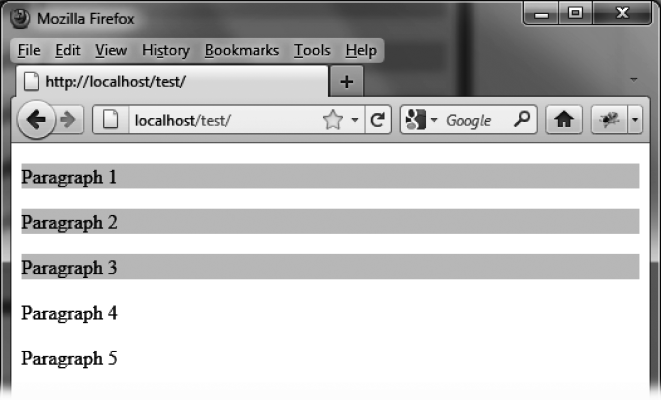 Mozilla Firefox
File Edit View History Bookmarks Tools Help
http://localhost/test/
localhost/test/ Google
Paragraph 1
Paragraph 2
Paragraph 3
Paragraph 4
Paragraph 5